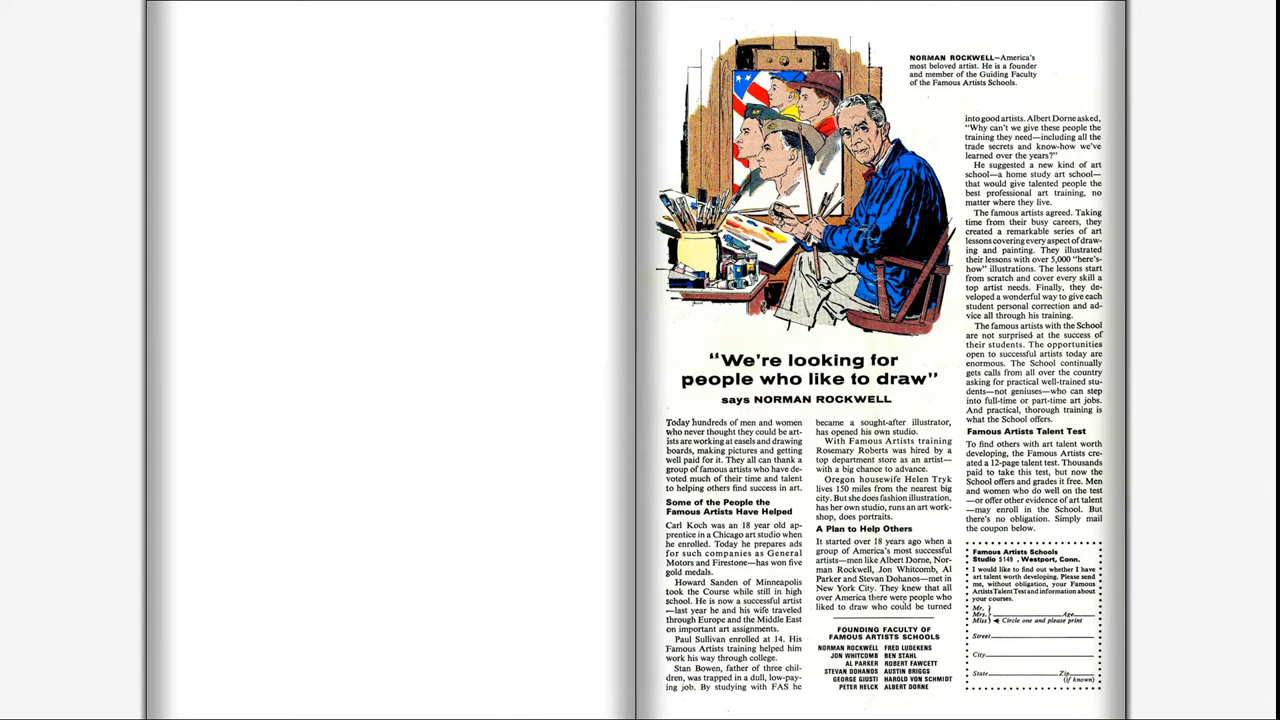 NORMAN ROCKWELL—America's
most beloved artist. He is a founder
and member of the Guiding Faculty
of the Famous Artists Schools.
"We're looking for
people who like to draw"
says NORMAN ROCKWELL
Today hundreds of men and women
who never thought they could be art-
ists are working at easels and drawing
boards, making pictures and getting
well paid for it. They all can thank a
group of famous artists who have de-
voted much of their time and talent
to helping others find success in art.
Some of the People the
Famous Artists Have Helped
Carl Koch was an 18 year old ap-
prentice in a Chicago art studio when
he enrolled. Today he prepares ads
for such companies as General
Motors and Firestone—has won five
gold medals.
Howard Sanden of Minneapolis
took the Course while still in high
school. He is now a successful artist
—last year he and his wife traveled
through Europe and the Middle East
on important art assignments.
Paul Sullivan enrolled at 14. His
Famous Artists training helped him
work his way through college.
Stan Bowen, father of three chil-
dren, was trapped in a dull, low-pay-
ing job. By studying with FAS he
became a sought-after illustrator,
has opened his own studio.
With Famous Artists training
Rosemary Roberts was hired by a
top department store as an artist—
with a big chance to advance.
Oregon housewife Helen Tryk
lives 150 miles from the nearest big
city. But she does fashion illustration,
has her own studio, runs an art work-
shop, does portraits.
A Plan to Help Others
It started over 18 years ago when a
group of America's most successful
artists—men like Albert Dorne, Nor-
man Rockwell, Jon Whitcomb, Al
Parker and Stevan Dohanos—met in
New York City. They knew that all
over America there were people who
liked to draw who could be turned
FOUNDING FACULTY OF
FAMOUS ARTISTS SCHOOLS
NORMAN ROCKWELL FRED LUDEKENS
JON WHITCOMB BEN STAHL
AL PARKER ROBERT FAWCETT
STEVAN DOHANOS AUSTIN BRIGGS
GEORGE GIUSTI HAROLD VON SCHMIDT
PETER HELCK ALBERT DORNE
into good artists. Albert Dorne asked,
"Why can't we give these people the
training they need—including all the
trade secrets and know-how we've
learned over the years?"
He suggested a new kind of art
school—a home study art school—
that would give talented people the
best professional art training, no
matter where they live.
The famous artists agreed. Taking
time from their busy careers, they
created a remarkable series of art
lessons covering every aspect of draw-
ing and painting. They illustrated
their lessons with over 5,000 "here's-
how" illustrations. The lessons start
from scratch and cover every skill a
top artist needs. Finally, they de-
veloped a wonderful way to give each
student personal correction and ad-
vice all through his training.
The famous artists with the School
are not surprised at the success of
their students. The opportunities
open to successful artists today are
enormous. The School continually
gets calls from all over the country
asking for practical well-trained stu-
dents—not geniuses—who can step
into full-time or part-time art jobs.
And practical, thorough training is
what the School offers.
Famous Artists Talent Test
To find others with art talent worth
developing, the Famous Artists cre-
ated a 12-page talent test. Thousands
paid to take this test, but now the
School offers and grades it free. Men
and women who do well on the test
—or offer other evidence of art talent
—may enroll in the School. But
there's no obligation. Simply mail
the coupon below.
Famous Artists Schools
Studio 5149, Westport, Conn.
I would like to find out whether I have
art talent worth developing. Please send
me, without obligation, your Famous
Artists Talent Test and information about
your courses.
Mr.
Mrs. Age
Miss Circle one and please print
Street
City
State Zip
(if known)